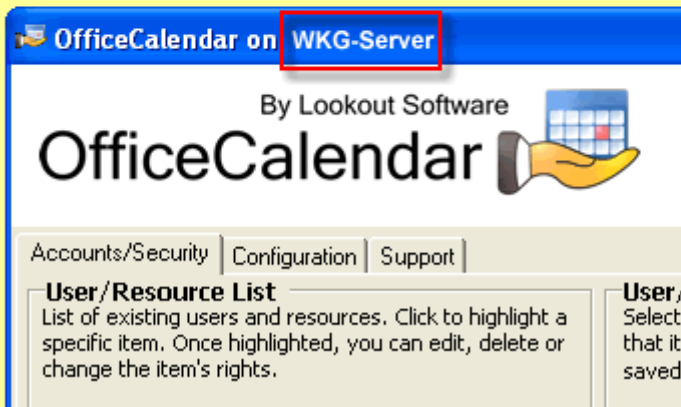 OfficeCalendar on WKG-Server
By Lookout Software
OfficeCalendar
Accounts/Security Configuration Support
User/Resource List
List of existing users and resources. Click to highlight a
specific item. Once highlighted, you can edit, delete or
change the item's rights.
User/
Select
that it
saved